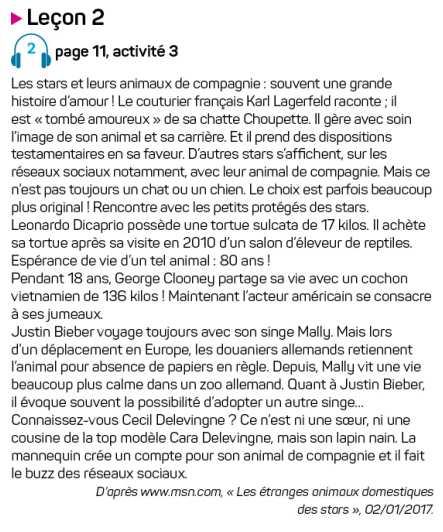 ▶ Leçon 2
2 page 11, activité 3
Les stars et leurs animaux de compagnie : souvent une grande
histoire d'amour ! Le couturier français Karl Lagerfeld raconte ; il
est « tombé amoureux » de sa chatte Choupette. Il gère avec soin
l'image de son animal et sa carrière. Et il prend des dispositions
testamentaires en sa faveur. D'autres stars s'affichent, sur les
réseaux sociaux notamment, avec leur animal de compagnie. Mais ce
n'est pas toujours un chat ou un chien. Le choix est parfois beaucoup
plus original ! Rencontre avec les petits protégés des stars.
Leonardo Dicaprio possède une tortue sulcata de 17 kilos. Il achète
sa tortue après sa visite en 2010 d'un salon d'éleveur de reptiles.
Espérance de vie d'un tel animal : 80 ans !
Pendant 18 ans, George Clooney partage sa vie avec un cochon
vietnamien de 136 kilos ! Maintenant l'acteur américain se consacre
à ses jumeaux.
Justin Bieber voyage toujours avec son singe Mally. Mais lors
d'un déplacement en Europe, les douaniers allemands retiennent
l'animal pour absence de papiers en règle. Depuis, Mally vit une vie
beaucoup plus calme dans un zoo allemand. Quant à Justin Bieber,
il évoque souvent la possibilité d'adopter un autre singe...
Connaissez-vous Cecil Delevingne ? Ce n'est ni une sœur, ni une
cousine de la top modèle Cara Delevingne, mais son lapin nain. La
mannequin crée un compte pour son animal de compagnie et il fait
le buzz des réseaux sociaux.
D'après www.msn.com, « Les étranges animaux domestiques
des stars », 02/01/2017.